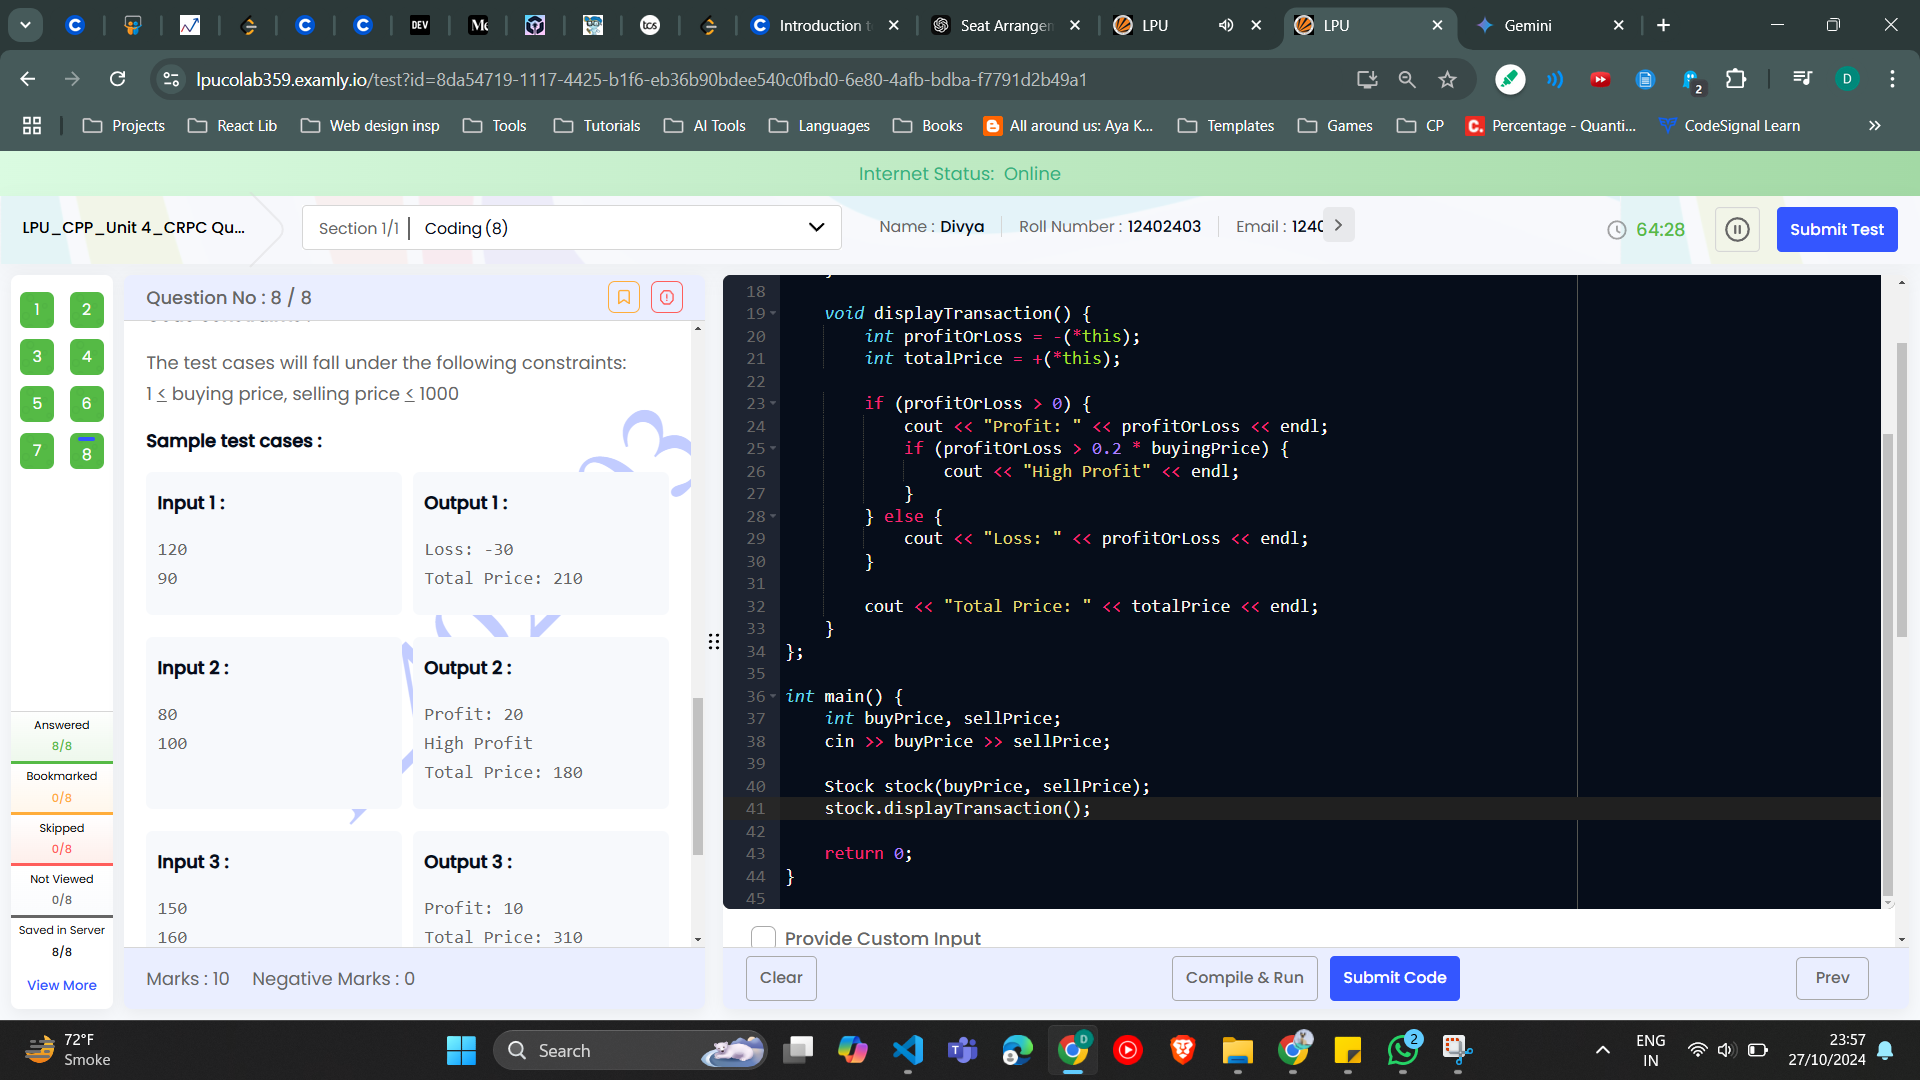 Introduction t
Seat Arranger
LPU
LPU
Gemini
lpucolab359.examly.io/test?id=8da54719-1117-4425-b1f6-eb36b90bdee540c0fbd0-6e80-4afb-bdba-f7791d2b49a1
Projects
React Lib
Web design insp
Tools
Tutorials
AI Tools
Languages
Books
All around us: Aya K...
Templates
Games
CP
Percentage - Quanti...
CodeSignal Learn
Internet Status: Online
LPU_CPP_Unit 4_CRPC Qu...
Section 1/1 | Coding (8)
Name : Divya
Roll Number : 12402403
Email : 1240
64:28
Submit Test
1 2
3 4
5 6
7 8
Answered
8/8
Bookmarked
0/8
Skipped
0/8
Not Viewed
0/8
Saved in Server
8/8
View More
Question No : 8 / 8
The test cases will fall under the following constraints:
1 ≤ buying price, selling price ≤ 1000
Sample test cases :
Input 1 :
120
90
Output 1 :
Loss: -30
Total Price: 210
Input 2 :
80
100
Output 2 :
Profit: 20
High Profit
Total Price: 180
Input 3 :
150
160
Output 3 :
Profit: 10
Total Price: 310
Marks : 10 Negative Marks : 0
18
19 void displayTransaction() {
20 int profitOrLoss = -(*this);
21 int totalPrice = +(*this);
22
23 if (profitOrLoss > 0) {
24 cout << "Profit: " << profitOrLoss << endl;
25 if (profitOrLoss > 0.2 * buyingPrice) {
26 cout << "High Profit" << endl;
27 }
28 } else {
29 cout << "Loss: " << profitOrLoss << endl;
30 }
31
32 cout << "Total Price: " << totalPrice << endl;
33 }
34 };
35
36 int main() {
37 int buyPrice, sellPrice;
38 cin >> buyPrice >> sellPrice;
39
40 Stock stock(buyPrice, sellPrice);
41 stock.displayTransaction();
42
43 return 0;
44 }
45
Provide Custom Input
Clear
Compile & Run
Submit Code
Prev
72°F
Smoke
Search
2
ENG
IN
23:57
27/10/2024